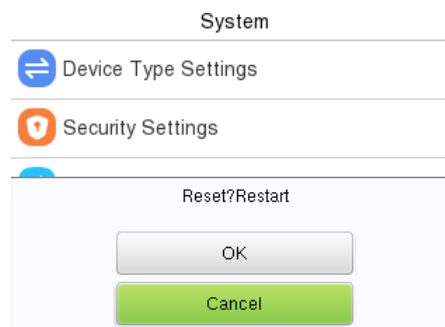 System
Device Type Settings
Security Settings
Reset?Restart
OK
Cancel